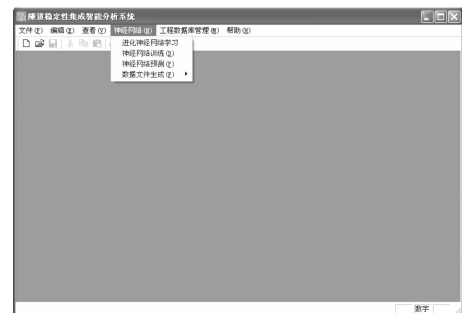 隧道稳定性集成智能分析系统
文件(F) 编辑(E) 查看(V) 神经网络(N) 工程数据库管理(M) 帮助(H)
进化神经网络学习
神经网络训练(Q)
神经网络预测(P)
数据文件生成(Z)
数字